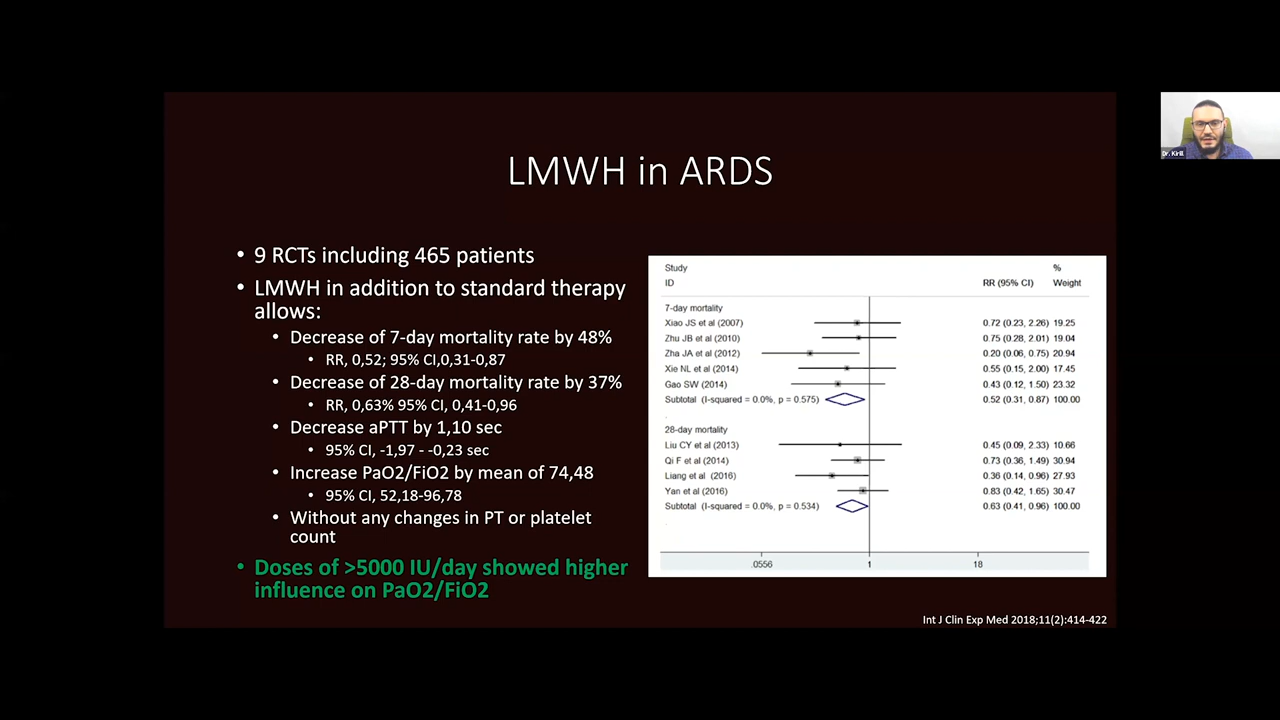 LMWH in ARDS
• 9 RCTs including 465 patients
• LMWH in addition to standard therapy
allows:
• Decrease of 7-day mortality rate by 48%
• RR, 0,52; 95% CI,0,31-0,87
• Decrease of 28-day mortality rate by 37%
• RR, 0,63% 95% CI, 0,41-0,96
• Decrease aPTT by 1,10 sec
• 95% CI, -1,97 - -0,23 sec
• Increase PaO2/FiO2 by mean of 74,48
• 95% CI, 52,18-96,78
• Without any changes in PT or platelet
count
• Doses of >5000 IU/day showed higher
influence on PaO2/FiO2
Study %
ID RR (95% CI) Weight
7-day mortality
Xiao JS et al (2007) 0.72 (0.23, 2.26) 19.25
Zhu JB et al (2010) 0.75 (0.28, 2.01) 19.04
Zha JA et al (2012) 0.20 (0.06, 0.75) 20.94
Xie NL et al (2014) 0.55 (0.15, 2.00) 17.45
Gao SW (2014) 0.43 (0.12, 1.50) 23.32
Subtotal (I-squared = 0.0%, p = 0.575) 0.52 (0.31, 0.87) 100.00
.
28-day mortality
Liu CY et al (2013) 0.45 (0.09, 2.33) 10.66
Qi F et al (2014) 0.73 (0.36, 1.49) 30.94
Liang et al (2016) 0.36 (0.14, 0.96) 27.93
Yan et al (2016) 0.83 (0.42, 1.65) 30.47
Subtotal (I-squared = 0.0%, p = 0.534) 0.63 (0.41, 0.96) 100.00
.
.0556 1 18
Int J Clin Exp Med 2018;11(2):414-422
Dr. Kirill